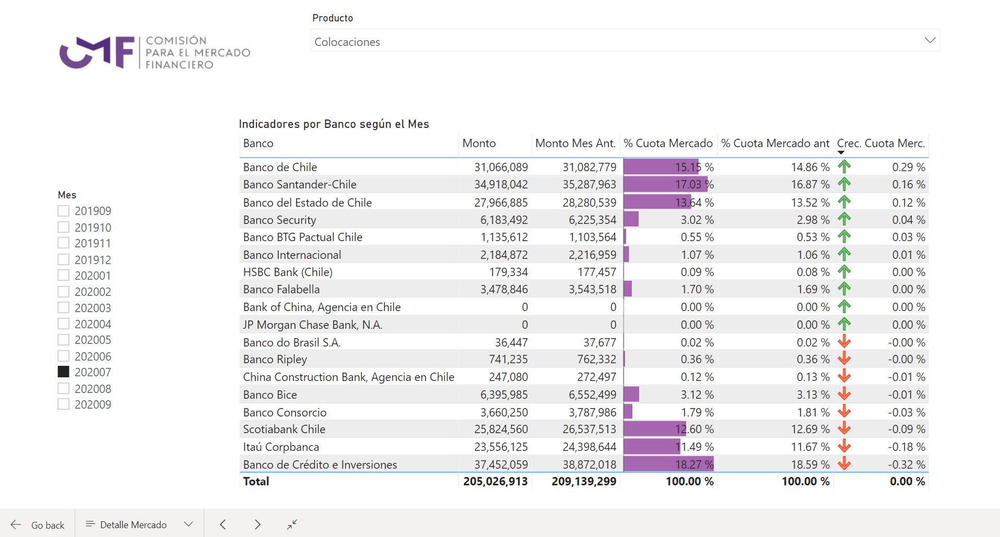 Producto
Colocaciones
CMF
COMISIÓN
PARA EL MERCADO
FINANCIERO
Indicadores por Banco según el Mes
Banco Monto Monto Mes Ant. % Cuota Mercado % Cuota Mercado ant Crec. Cuota Merc.
Banco de Chile 31,066,089 31,082,779 15.15 % 14.86 % 0.29 %
Banco Santander-Chile 34,918,042 35,287,963 17.03 % 16.87 % 0.16 %
Banco del Estado de Chile 27,966,885 28,280,539 13.64 % 13.52 % 0.12 %
Banco Security 6,183,492 6,225,354 3.02 % 2.98 % 0.04 %
Banco BTG Pactual Chile 1,135,612 1,103,564 0.55 % 0.53 % 0.03 %
Banco Internacional 2,184,872 2,216,959 1.07 % 1.06 % 0.01 %
HSBC Bank (Chile) 179,334 177,457 0.09 % 0.08 % 0.00 %
Banco Falabella 3,478,846 3,543,518 1.70 % 1.69 % 0.00 %
Bank of China, Agencia en Chile 0 0 0.00 % 0.00 % 0.00 %
JP Morgan Chase Bank, N.A. 0 0 0.00 % 0.00 % 0.00 %
Banco do Brasil S.A. 36,447 37,677 0.02 % 0.02 % -0.00 %
Banco Ripley 741,235 762,332 0.36 % 0.36 % -0.00 %
China Construction Bank, Agencia en Chile 247,080 272,497 0.12 % 0.13 % -0.01 %
Banco Bice 6,395,985 6,552,499 3.12 % 3.13 % -0.01 %
Banco Consorcio 3,660,250 3,787,986 1.79 % 1.81 % -0.03 %
Scotiabank Chile 25,824,560 26,537,513 12.60 % 12.69 % -0.09 %
Itaú Corpbanca 23,556,125 24,398,644 11.49 % 11.67 % -0.18 %
Banco de Crédito e Inversiones 37,452,059 38,872,018 18.27 % 18.59 % -0.32 %
Total 205,026,913 209,139,299 100.00 % 100.00 % 0.00 %
Mes
201909
201910
201911
201912
202001
202002
202003
202004
202005
202006
202007
202008
202009
Go back Detalle Mercado